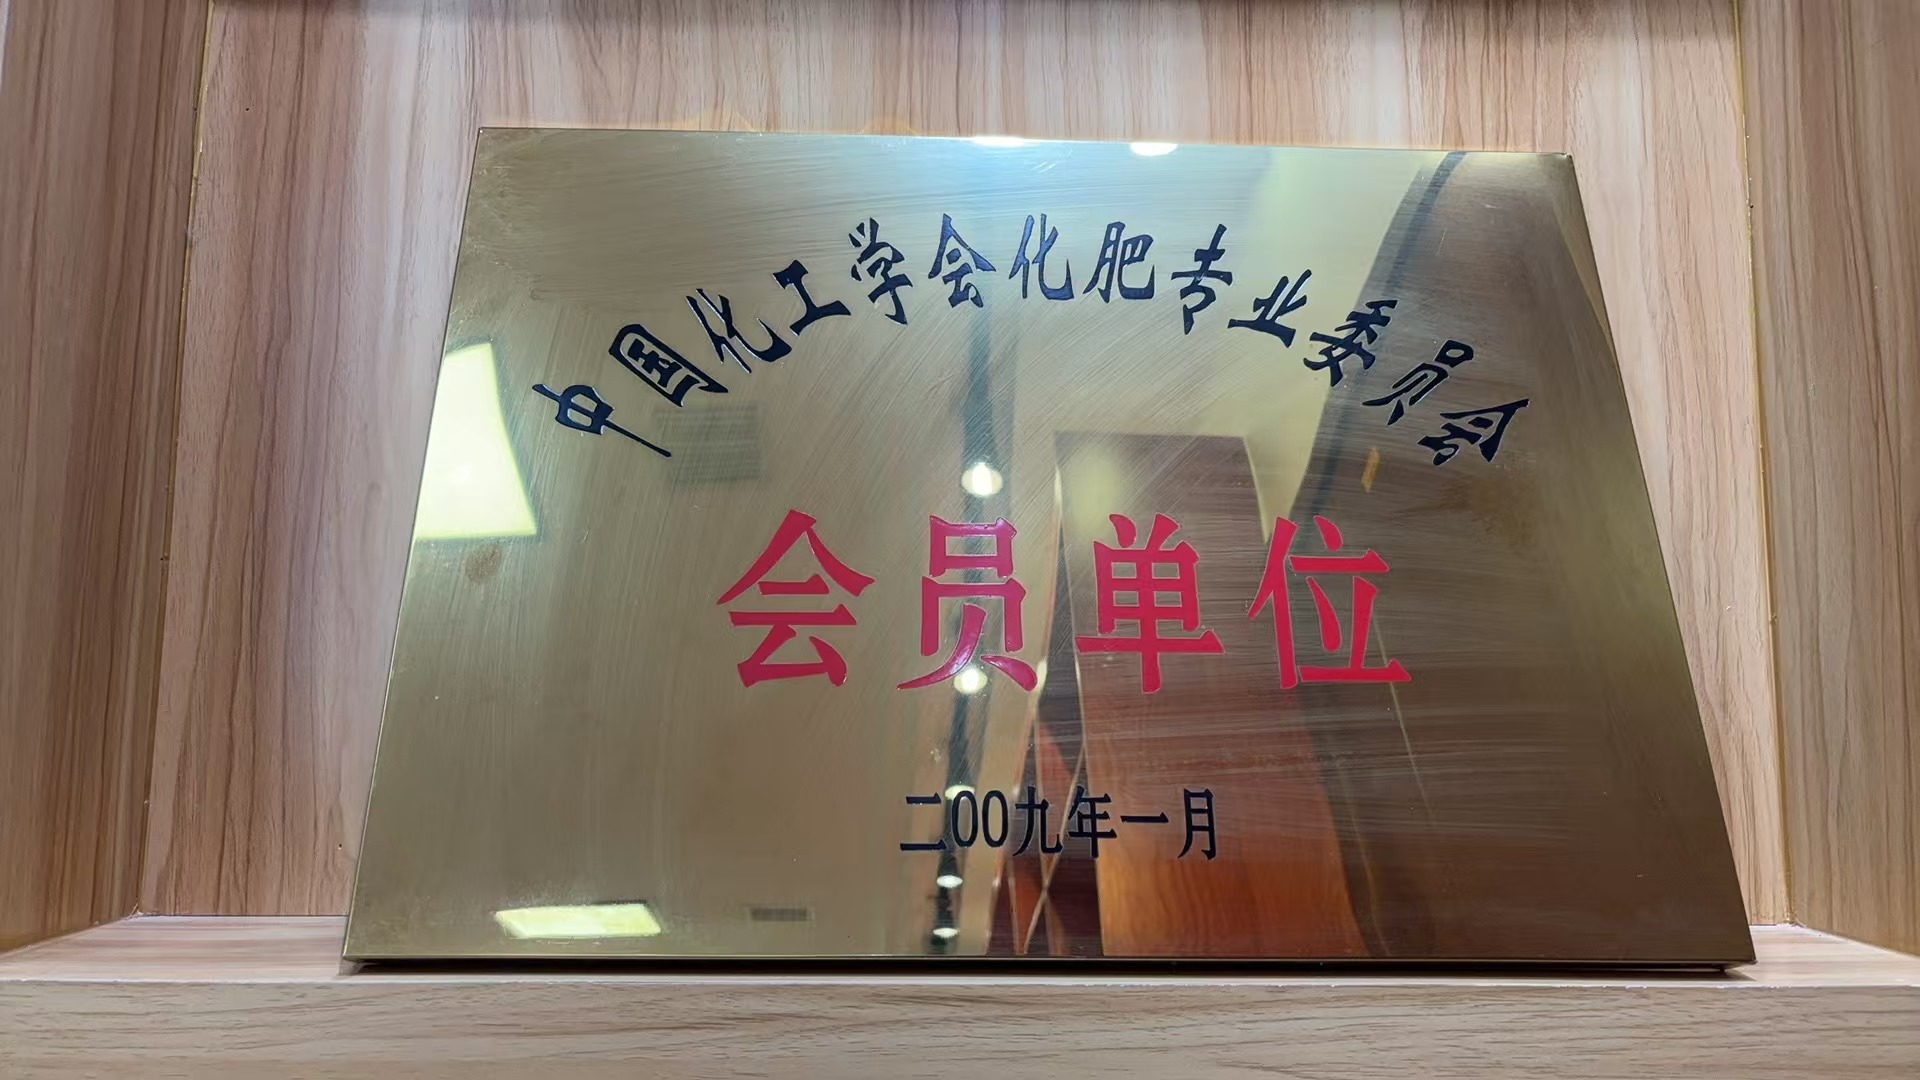 中国化工学会化肥专业委员会
会员单位
二00九年一月